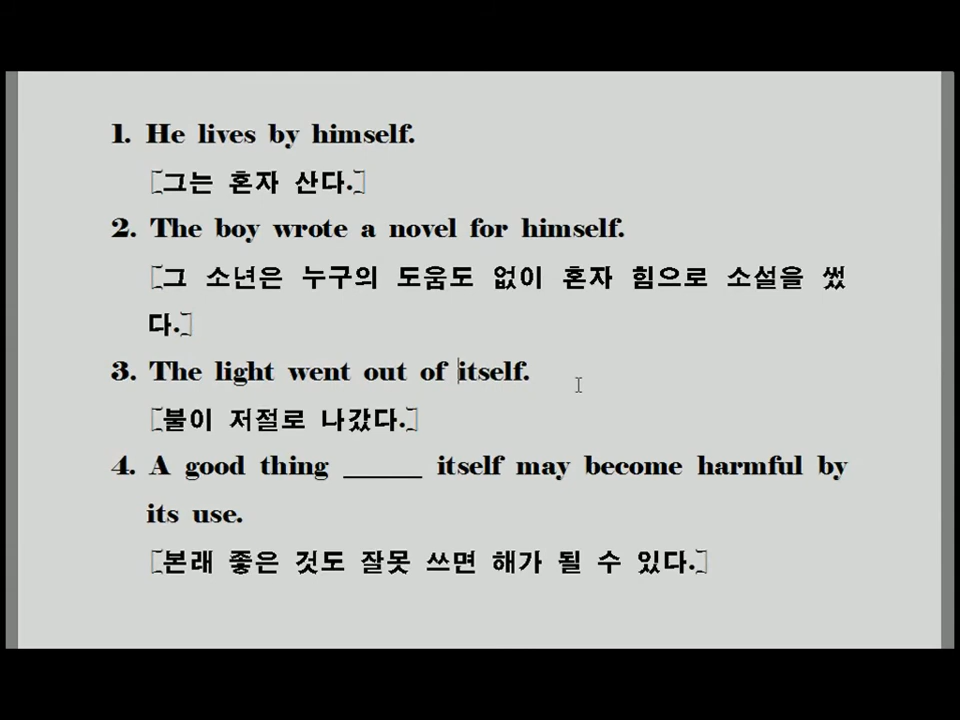 1. He lives by himself.
[그는 혼자 산다.]
2. The boy wrote a novel for himself.
[그 소년은 누구의 도움도 없이 혼자 힘으로 소설을 썼
다.]
3. The light went out of itself.
[불이 저절로 나갔다.]
4. A good thing ______ itself may become harmful by
its use.
[본래 좋은 것도 잘못 쓰면 해가 될 수 있다.]